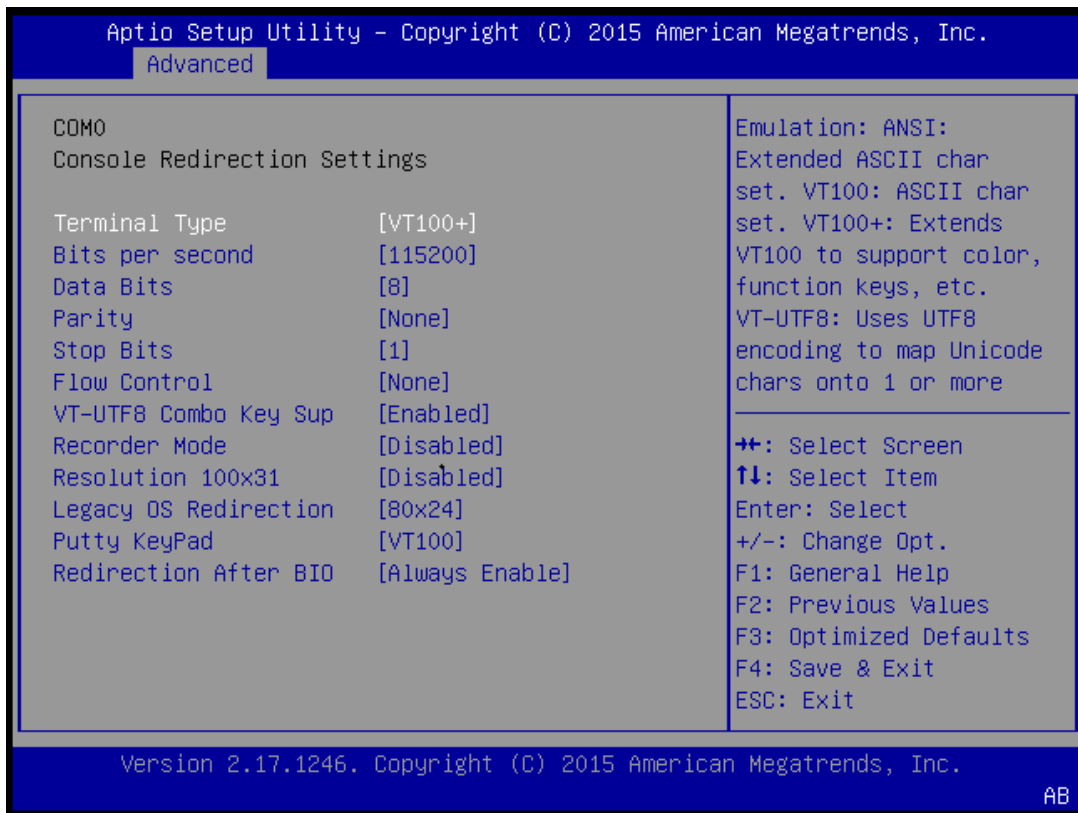 Aptio Setup Utility – Copyright (C) 2015 American Megatrends, Inc.
Advanced
COM0
Console Redirection Settings
Terminal Type [VT100+]
Bits per second [115200]
Data Bits [8]
Parity [None]
Stop Bits [1]
Flow Control [None]
VT-UTF8 Combo Key Sup [Enabled]
Recorder Mode [Disabled]
Resolution 100x31 [Disabled]
Legacy OS Redirection [80x24]
Putty KeyPad [VT100]
Redirection After BIO [Always Enable]
Emulation: ANSI:
Extended ASCII char
set. VT100: ASCII char
set. VT100+: Extends
VT100 to support color,
function keys, etc.
VT-UTF8: Uses UTF8
encoding to map Unicode
chars onto 1 or more
→←: Select Screen
↑↓: Select Item
Enter: Select
+/-: Change Opt.
F1: General Help
F2: Previous Values
F3: Optimized Defaults
F4: Save & Exit
ESC: Exit
Version 2.17.1246. Copyright (C) 2015 American Megatrends, Inc.
AB